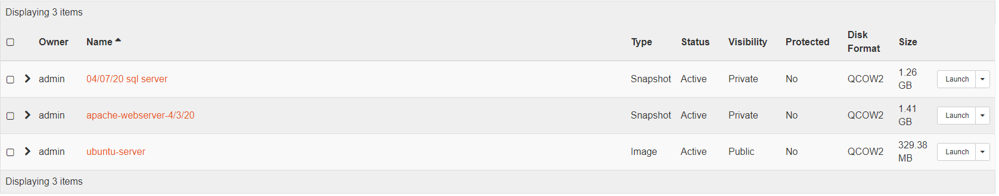 Displaying 3 items
Owner Name Type Status Visibility Protected Disk Format Size
admin 04/07/20 sql server Snapshot Active Private No QCOW2 1.26 GB Launch
admin apache-webserver-4/3/20 Snapshot Active Private No QCOW2 1.41 GB Launch
admin ubuntu-server Image Active Public No QCOW2 329.38 MB Launch
Displaying 3 items